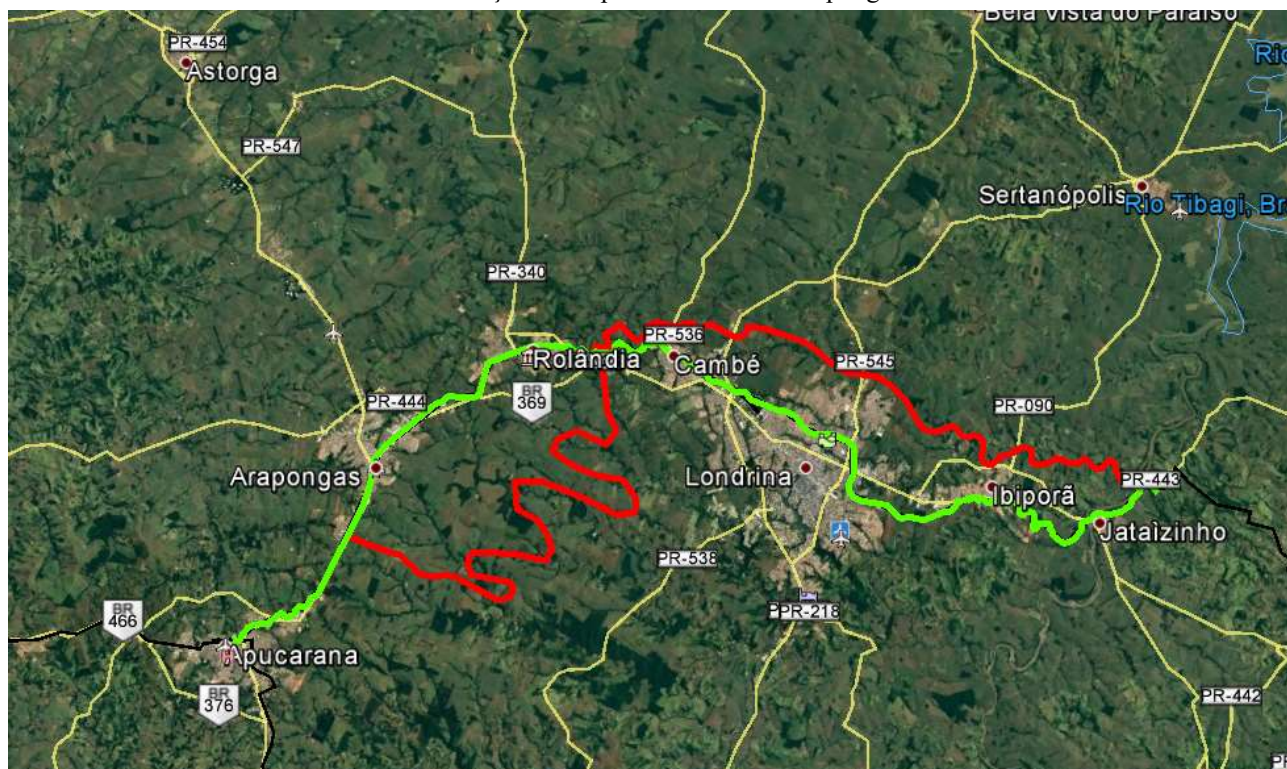 Bela Vista do Paraíso
PR-454
Astorga
Rio
PR-547
Sertanópolis
Rio Tibagi, Br
PR-340
PR-536
Rolândia
Cambé
PR-545
BR
369
PR-444
PR-090
Arapongas
Londrina
Ibiporã
PR-443
Jataìzinho
PR-538
PR-218
BR
466
Apucarana
BR
376
PR-442